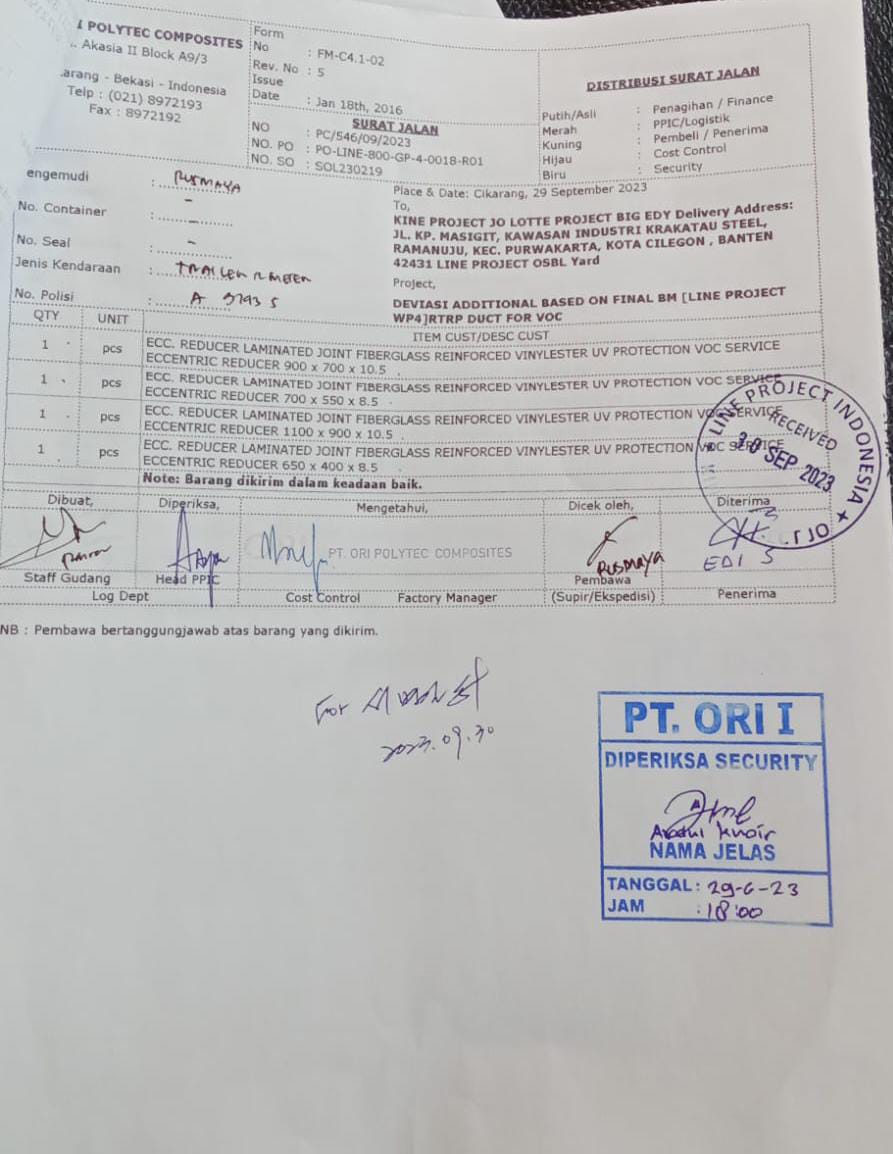 POLYTEC COMPOSITES
. Akasia II Block A9/3
arang - Bekasi - Indonesia
Telp : (021) 8972193
Fax : 8972192
Form No : FM-C4.1-02
Rev. No : 5
Issue Date : Jan 18th, 2016
SURAT JALAN
NO : PC/546/09/2023
NO. PO : PO-LINE-800-GP-4-0018-R01
NO. SO : SOL230219
DISTRIBUSI SURAT JALAN
Putih/Asli : Penagihan / Finance
Merah : PPIC/Logistik
Kuning : Pembeli / Penerima
Hijau : Cost Control
Biru : Security
engemudi : RUSMAYA
No. Container : -
No. Seal : -
Jenis Kendaraan :
No. Polisi : A
Place & Date: Cikarang, 29 September 2023
To,
KINE PROJECT JO LOTTE PROJECT BIG EDY Delivery Address:
JL. KP. MASIGIT, KAWASAN INDUSTRI KRAKATAU STEEL,
RAMANUJU, KEC. PURWAKARTA, KOTA CILEGON , BANTEN
42431 LINE PROJECT OSBL Yard
Project,
DEVIASI ADDITIONAL BASED ON FINAL BM [LINE PROJECT
WP4]RTRP DUCT FOR VOC
QTY UNIT ITEM CUST/DESC CUST
1 pcs ECC. REDUCER LAMINATED JOINT FIBERGLASS REINFORCED VINYLESTER UV PROTECTION VOC SERVICE
ECCENTRIC REDUCER 900 x 700 x 10.5
1 pcs ECC. REDUCER LAMINATED JOINT FIBERGLASS REINFORCED VINYLESTER UV PROTECTION VOC SERVICE
ECCENTRIC REDUCER 700 x 550 x 8.5
1 pcs ECC. REDUCER LAMINATED JOINT FIBERGLASS REINFORCED VINYLESTER UV PROTECTION VOC SERVICE
ECCENTRIC REDUCER 1100 x 900 x 10.5
1 pcs ECC. REDUCER LAMINATED JOINT FIBERGLASS REINFORCED VINYLESTER UV PROTECTION VOC SERVICE
ECCENTRIC REDUCER 650 x 400 x 8.5
Note: Barang dikirim dalam keadaan baik.
LINE PROJECT INDONESIA ★ OFJ.
RECEIVED
SEP 2023
Dibuat, Diperiksa, Mengetahui, Dicek oleh, Diterima
PT. ORI POLYTEC COMPOSITES
RUSMAYA
EDI S
Staff Gudang Head PPIC Pembawa
Log Dept Cost Control Factory Manager (Supir/Ekspedisi) Penerima
NB : Pembawa bertanggungjawab atas barang yang dikirim.
For
2023.09.30
PT. ORI I
DIPERIKSA SECURITY
Abdul Khoir
NAMA JELAS
TANGGAL : 29-6-23
JAM : 18:00